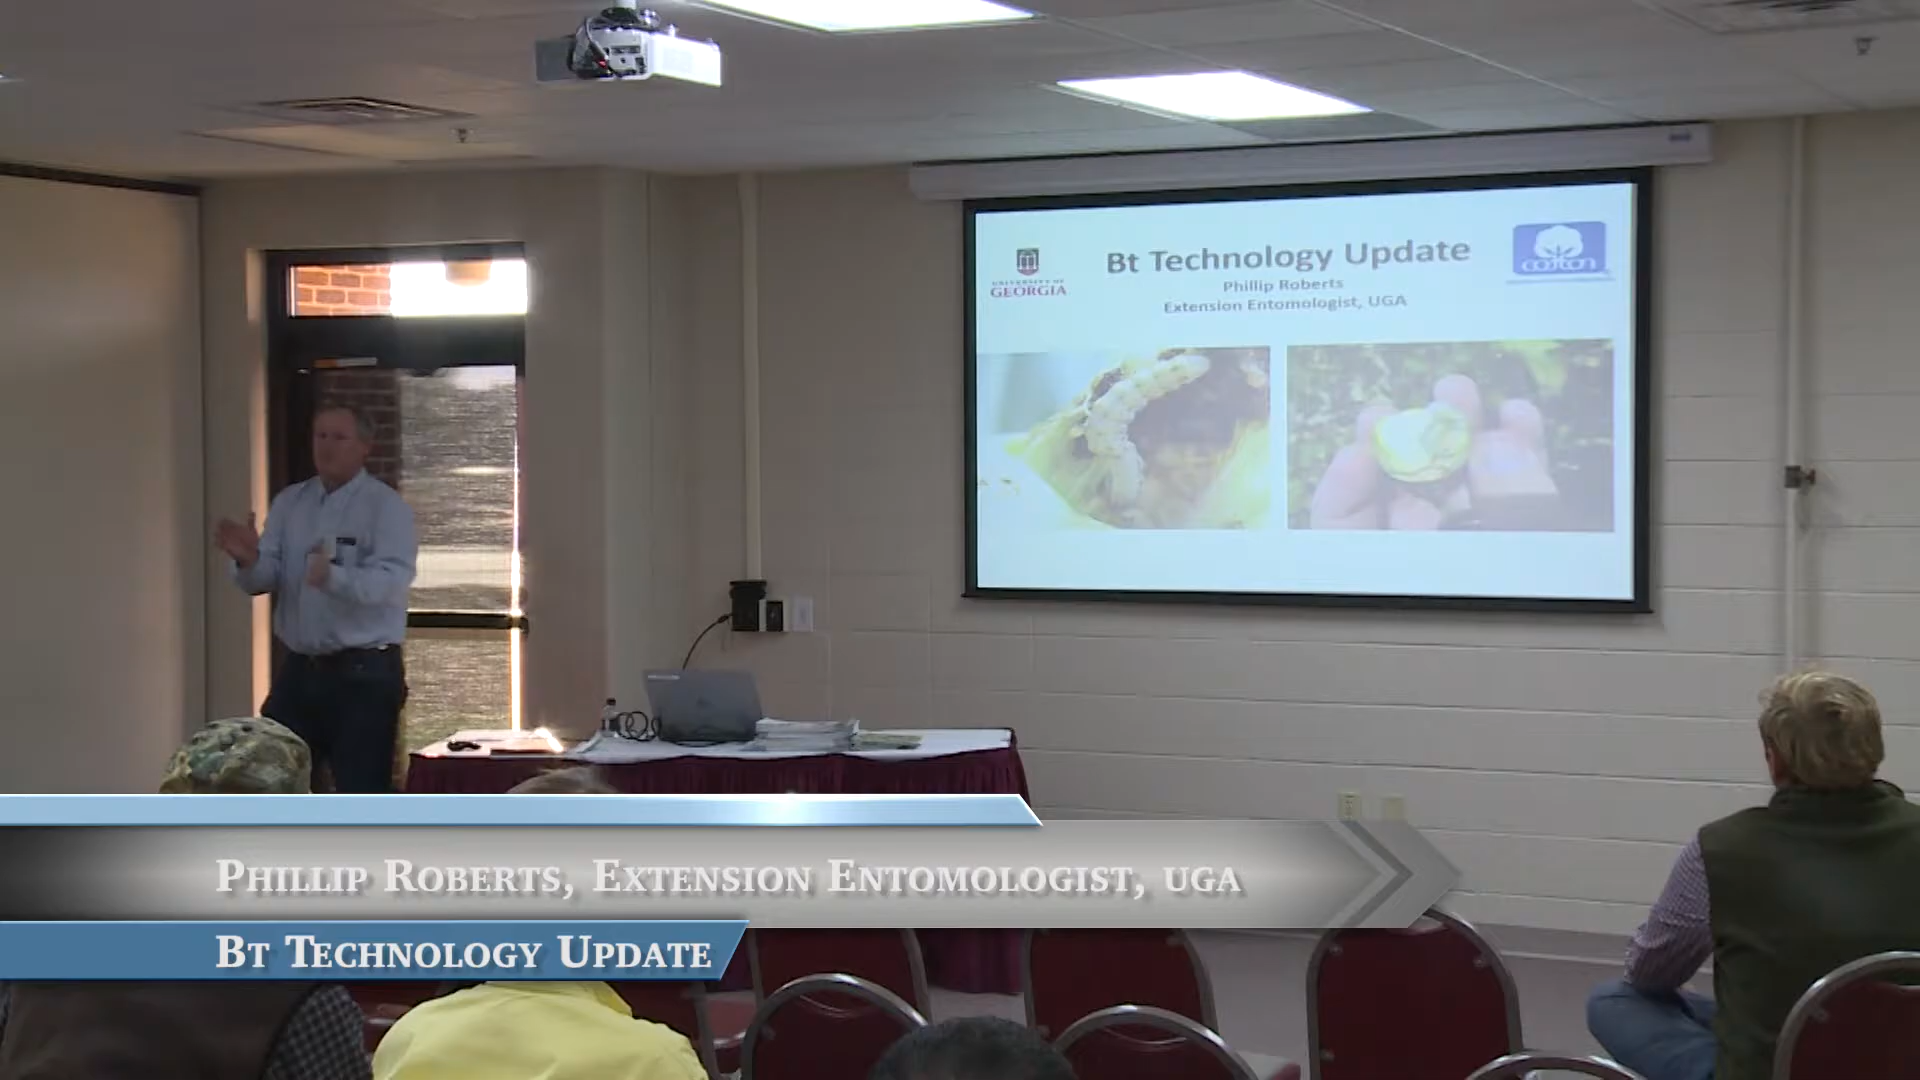 Bt Technology Update
Phillip Roberts
Extension Entomologist, UGA
UNIVERSITY OF
GEORGIA
cotton
Phillip Roberts, Extension Entomologist, UGA
Bt Technology Update